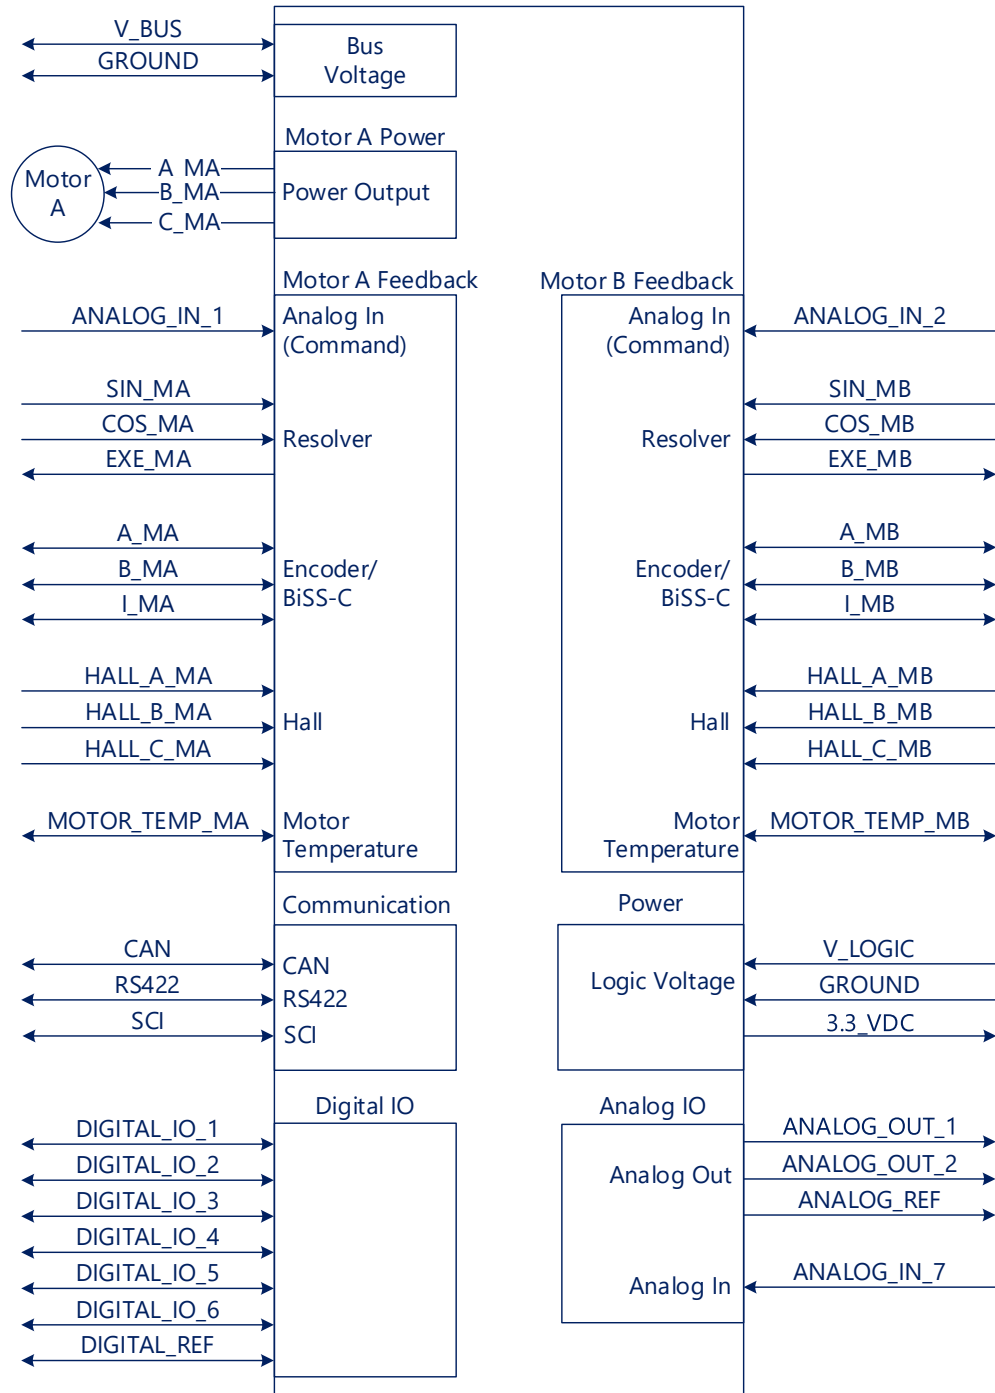 V_BUS
GROUND
Bus
Voltage
Motor A Power
Motor
A
A_MA
B_MA
C_MA
Power Output
Motor A Feedback
ANALOG_IN_1
Analog In
(Command)
SIN_MA
COS_MA
EXE_MA
Resolver
A_MA
B_MA
I_MA
Encoder/
BiSS-C
HALL_A_MA
HALL_B_MA
HALL_C_MA
Hall
MOTOR_TEMP_MA
Motor
Temperature
Motor B Feedback
Analog In
(Command)
ANALOG_IN_2
Resolver
SIN_MB
COS_MB
EXE_MB
Encoder/
BiSS-C
A_MB
B_MB
I_MB
Hall
HALL_A_MB
HALL_B_MB
HALL_C_MB
Motor
Temperature
MOTOR_TEMP_MB
Communication
CAN
RS422
SCI
CAN
RS422
SCI
Power
Logic Voltage
V_LOGIC
GROUND
3.3_VDC
Digital IO
DIGITAL_IO_1
DIGITAL_IO_2
DIGITAL_IO_3
DIGITAL_IO_4
DIGITAL_IO_5
DIGITAL_IO_6
DIGITAL_REF
Analog IO
Analog Out
ANALOG_OUT_1
ANALOG_OUT_2
ANALOG_REF
Analog In
ANALOG_IN_7